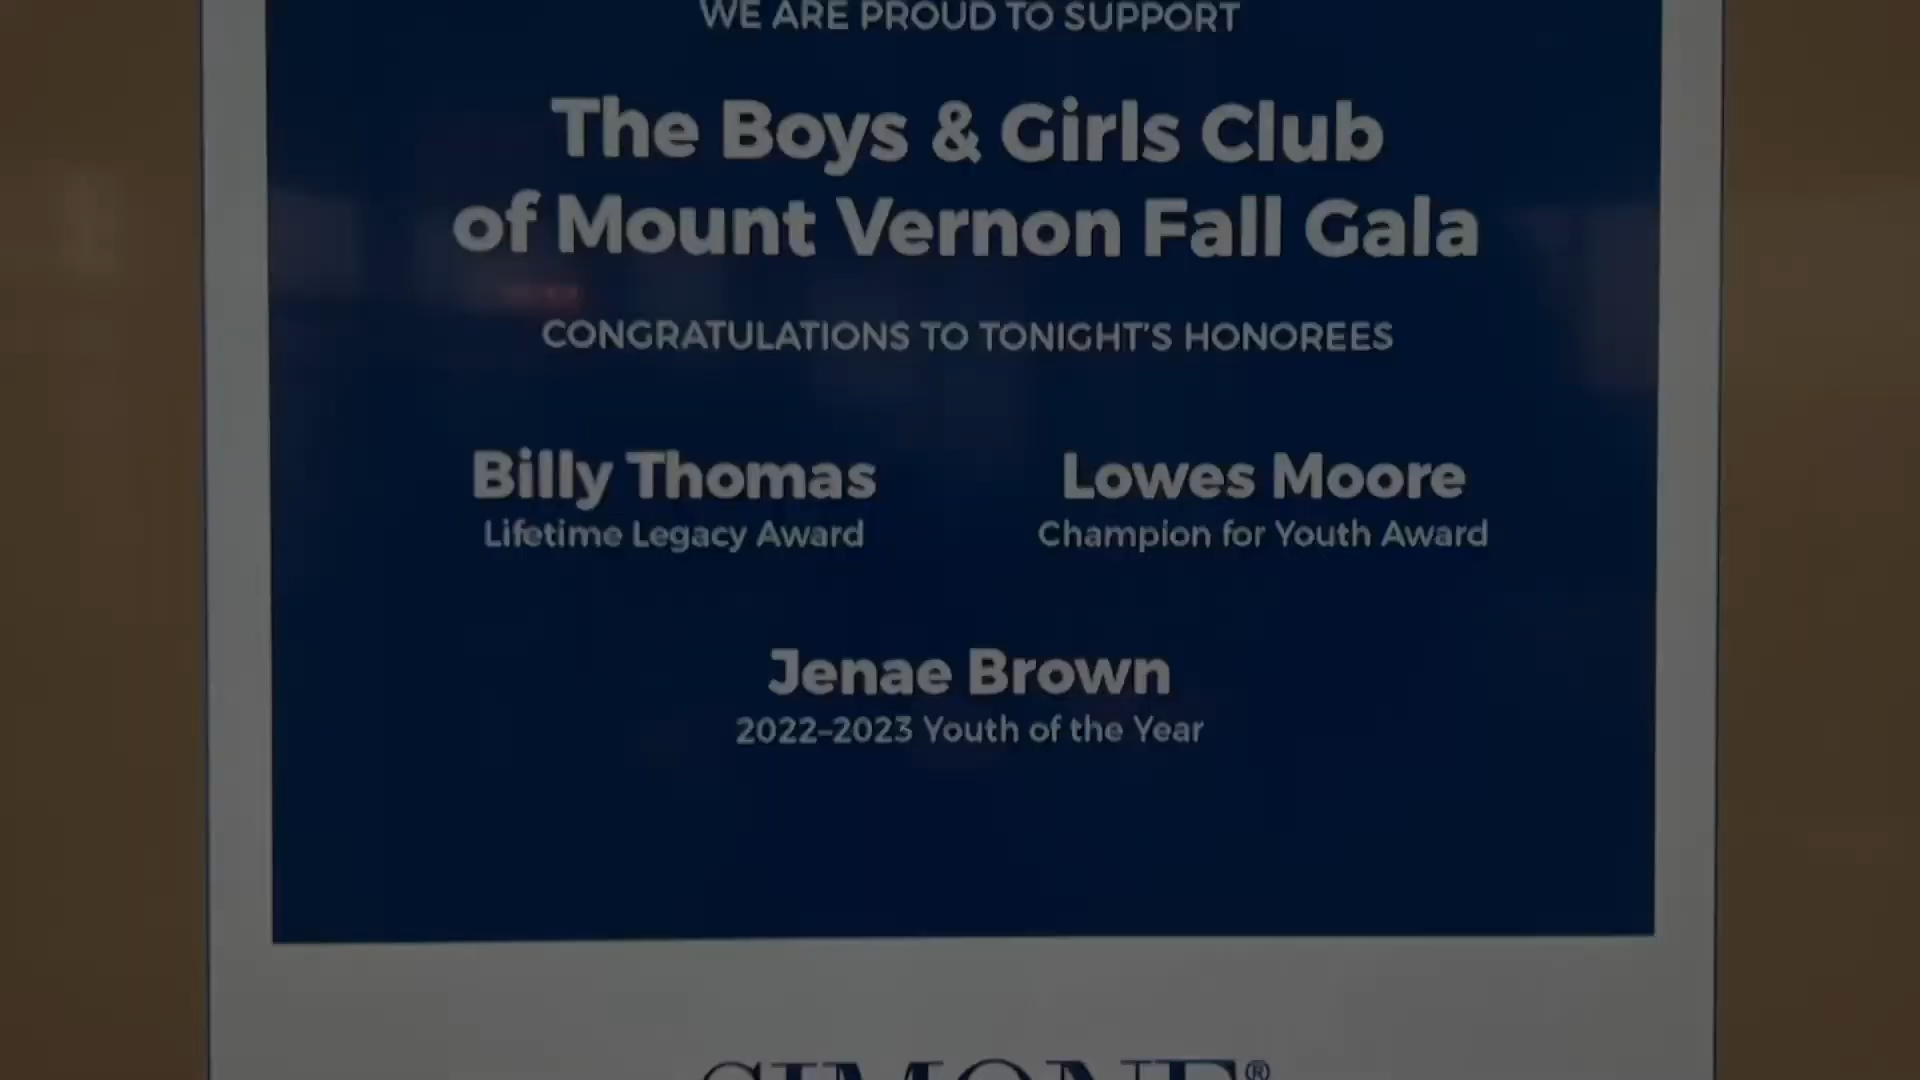 WE ARE PROUD TO SUPPORT
The Boys & Girls Club
of Mount Vernon Fall Gala
CONGRATULATIONS TO TONIGHT'S HONOREES
Billy Thomas
Lifetime Legacy Award
Lowes Moore
Champion for Youth Award
Jenae Brown
2022–2023 Youth of the Year
SIMONE®